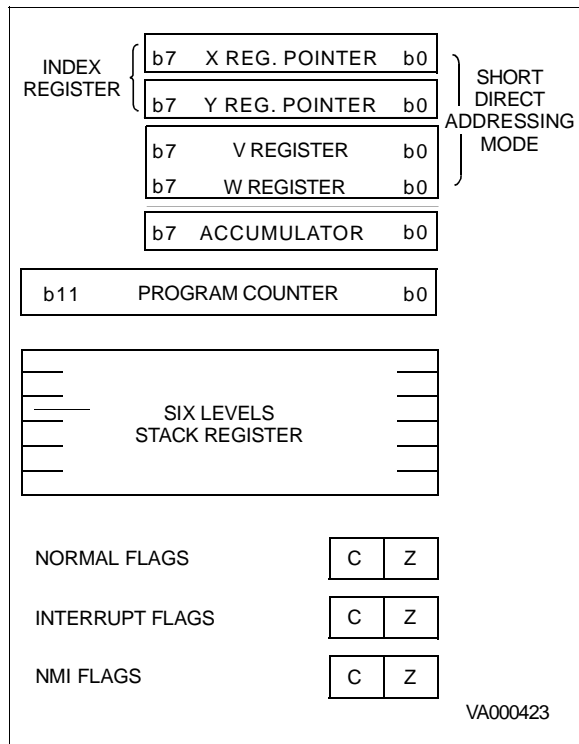 INDEX
REGISTER
b7 X REG. POINTER b0
b7 Y REG. POINTER b0
b7 V REGISTER b0
b7 W REGISTER b0
SHORT
DIRECT
ADDRESSING
MODE
b7 ACCUMULATOR b0
b11 PROGRAM COUNTER b0
SIX LEVELS
STACK REGISTER
NORMAL FLAGS C Z
INTERRUPT FLAGS C Z
NMI FLAGS C Z
VA000423